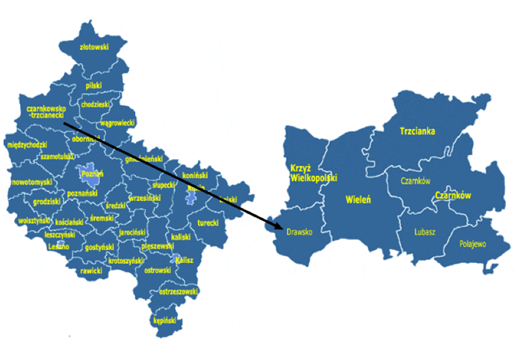 złotowski
pilski
czarnkowsko
-trzcianecki
chodzieski
wągrowiecki
międzychodzki
szamotulski
Poznań
koniński
słupecki
nowotomyski
poznański
wrzesiński
grodziski
średzki
turecki
wolsztyński
kościański
śremski
leszczyński
jarociński
kaliski
Leszno
gostyński
pleszewski
krotoszyński
Kalisz
rawicki
ostrowski
ostrzeszowski
kępiński
Trzcianka
Krzyż
Wielkopolski
Czarnków
Wieleń
Czarnków
Drawsko
Lubasz
Połajewo